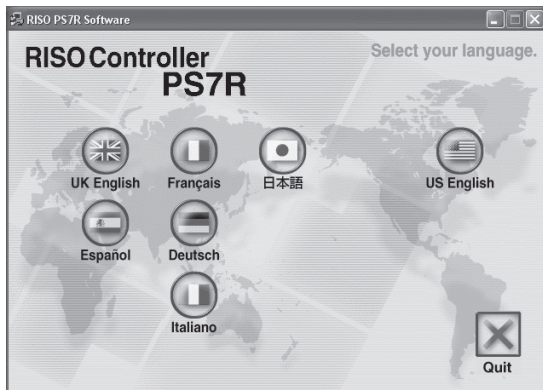 RISO PS7R Software
RISO Controller
PS7R
Select your language.
UK English
Français
日本語
US English
Español
Deutsch
Italiano
Quit